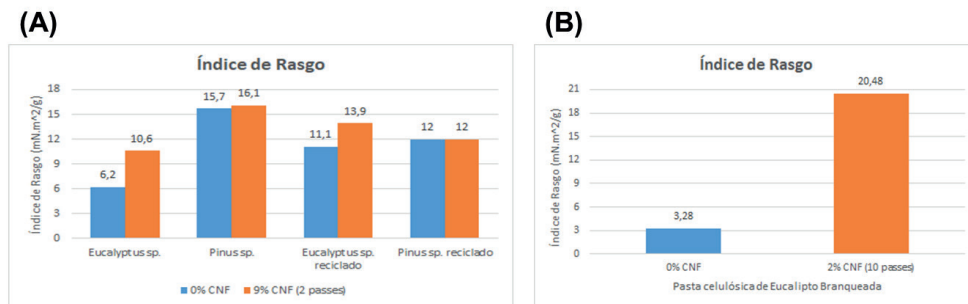 (A)
Índice de Rasgo
Índice de Rasgo (mN.m^2/g)
18
15
12
9
6
3
0
6,2
10,6
15,7
16,1
11,1
13,9
12
12
Eucalyptus sp.
Pinus sp.
Eucalyptus sp.
reciclado
Pinus sp. reciclado
0% CNF
9% CNF (2 passes)
(B)
Índice de Rasgo
Índice de Rasgo (mN.m^2/g)
21
18
15
12
9
6
3
0
3,28
20,48
0% CNF
2% CNF (10 passes)
Pasta celulósica de Eucalipto Branqueada